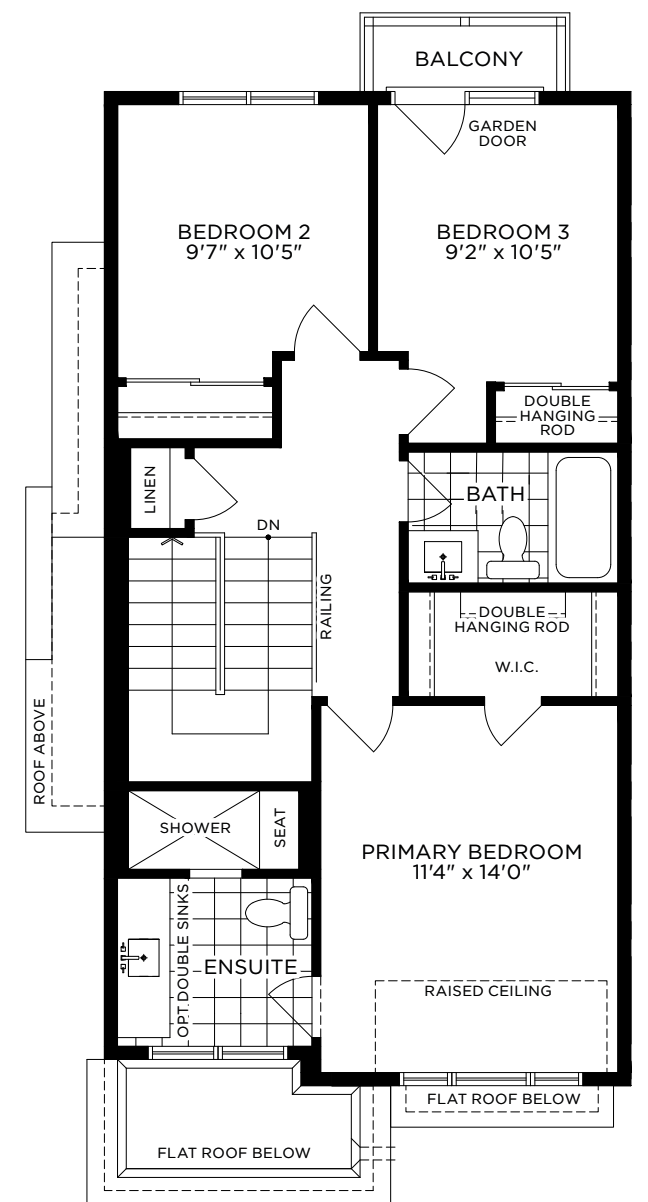 BALCONY
GARDEN
DOOR
BEDROOM 2
9'7" x 10'5"
BEDROOM 3
9'2" x 10'5"
DOUBLE
HANGING
ROD
LINEN
BATH
DN
RAILING
DOUBLE
HANGING ROD
W.I.C.
ROOF ABOVE
SHOWER
SEAT
PRIMARY BEDROOM
11'4" x 14'0"
OPT. DOUBLE SINKS
ENSUITE
RAISED CEILING
FLAT ROOF BELOW
FLAT ROOF BELOW